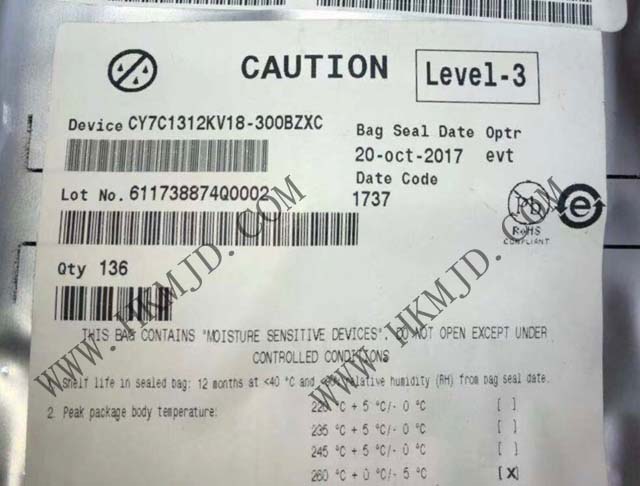 CAUTION
Level-3
Device CY7C1312KV18-300BZXC
Bag Seal Date Optr
20-oct-2017 evt
Lot No. 611738874Q0002
Date Code
1737
Pb
RoHS
COMPLIANT
e
Qty 136
THIS BAG CONTAINS "MOISTURE SENSITIVE DEVICES". DO NOT OPEN EXCEPT UNDER
CONTROLLED CONDITIONS
1. Shelf life in sealed bag: 12 months at <40 °C and <90% relative humidity (RH) from bag seal date.
2. Peak package body temperature:
220 °C + 5 °C/- 0 °C [ ]
235 °C + 5 °C/- 0 °C [ ]
245 °C + 5 °C/- 0 °C [ ]
260 °C + 0 °C/- 5 °C [X]
WWW.HKMJD.COM
WWW.HKMJD.COM